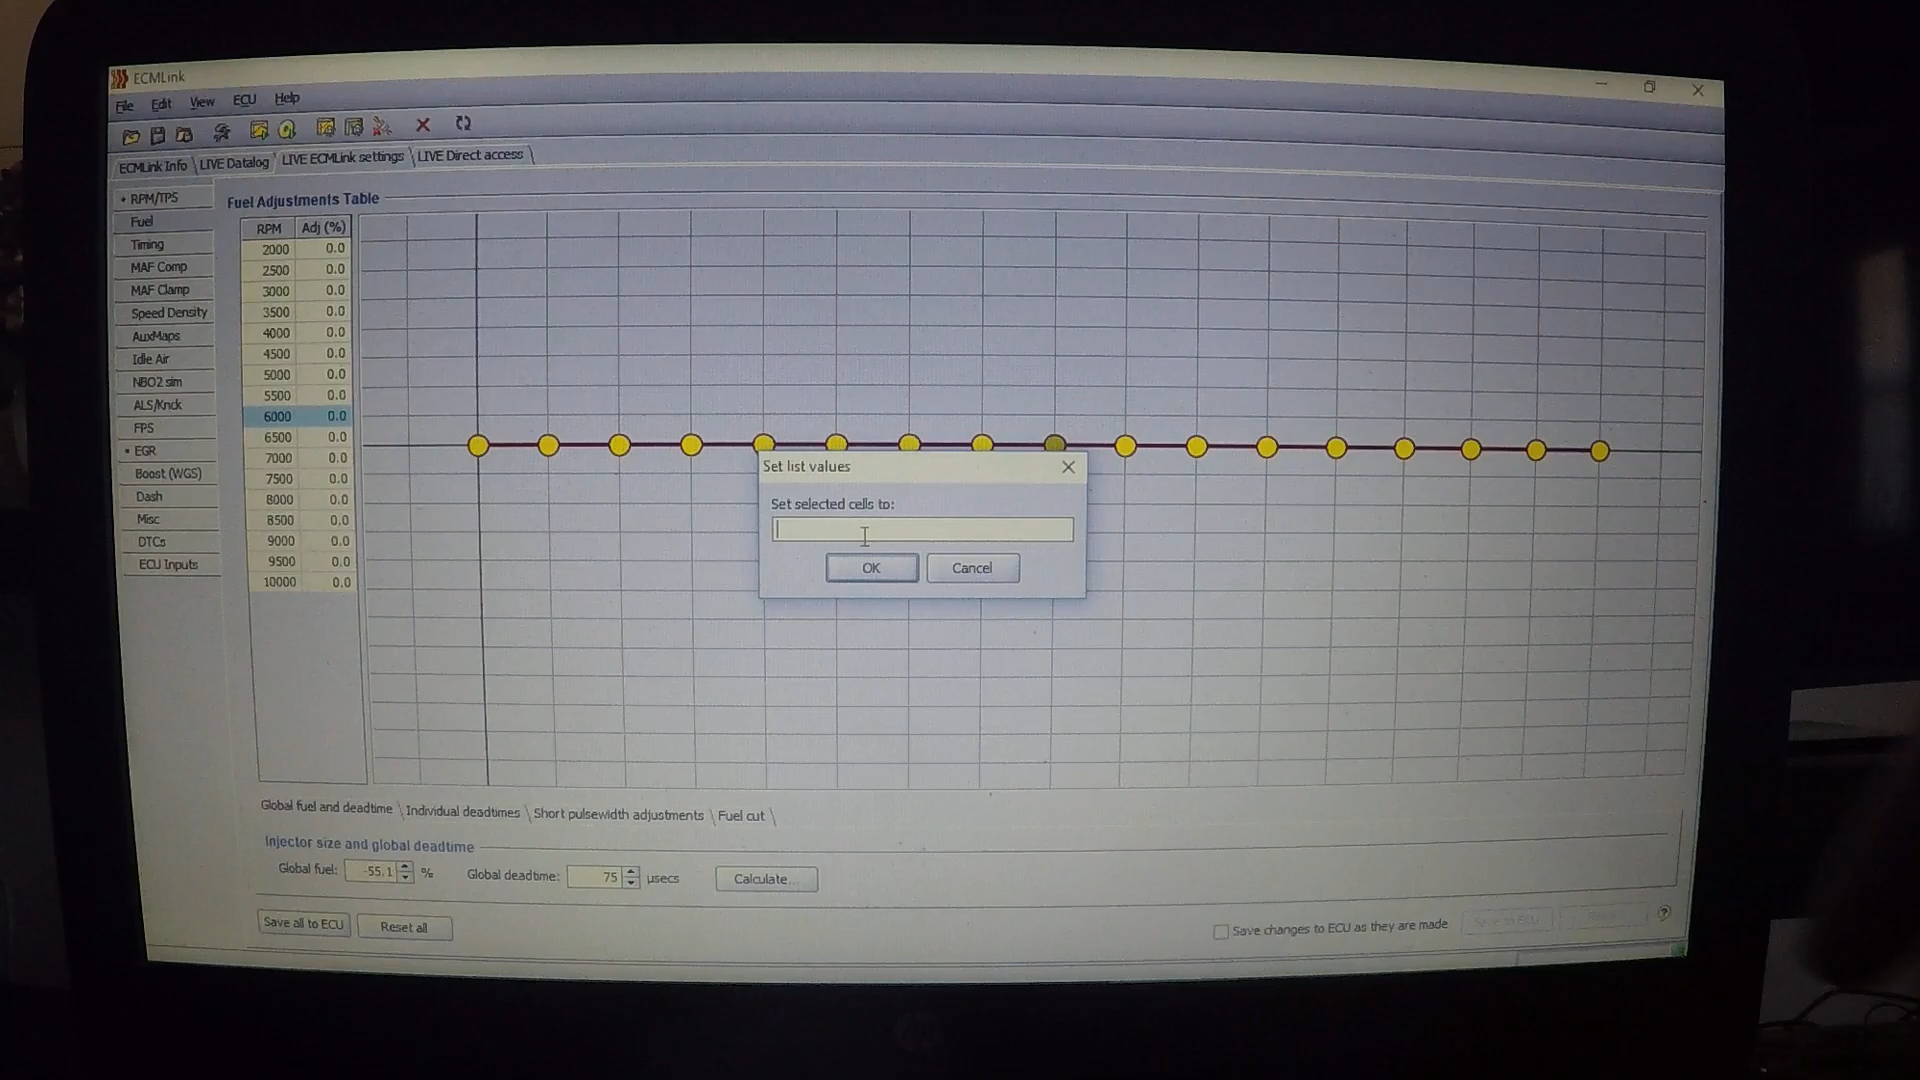 ECMLink
File Edit View ECU Help
ECMLink Info LIVE Datalog LIVE ECMLink settings LIVE Direct access
• RPM/TPS
Fuel
Timing
MAF Comp
MAF Clamp
Speed Density
AuxMaps
Idle Air
NBO2 sim
ALS/Knck
FPS
• EGR
Boost (WGS)
Dash
Misc
DTCs
ECU Inputs
Fuel Adjustments Table
RPM Adj (%)
2000 0.0
2500 0.0
3000 0.0
3500 0.0
4000 0.0
4500 0.0
5000 0.0
5500 0.0
6000 0.0
6500 0.0
7000 0.0
7500 0.0
8000 0.0
8500 0.0
9000 0.0
9500 0.0
10000 0.0
Set list values
Set selected cells to:
OK Cancel
Global fuel and deadtime Individual deadtimes Short pulsewidth adjustments Fuel cut
Injector size and global deadtime
Global fuel: -55.1 % Global deadtime: 75 µsecs Calculate...
Save all to ECU Reset all Save changes to ECU as they are made Save to ECU ?